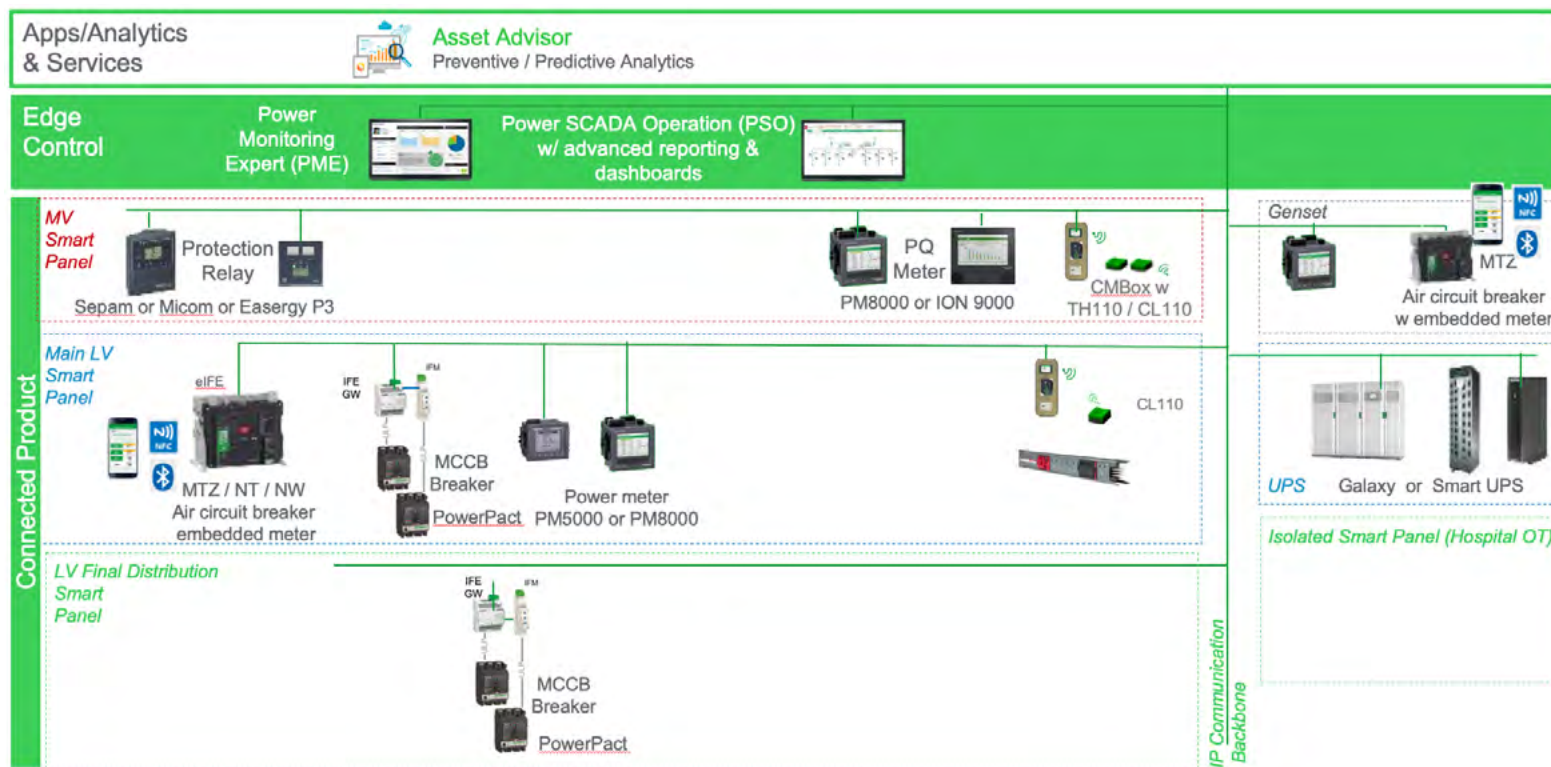 Apps/Analytics
& Services
Asset Advisor
Preventive / Predictive Analytics
Edge
Control
Power
Monitoring
Expert (PME)
Power SCADA Operation (PSO)
w/ advanced reporting &
dashboards
Connected Product
MV
Smart
Panel
Protection
Relay
Sepam or Micom or Easergy P3
PQ
Meter
PM8000 or ION 9000
CMBox w
TH110 / CL110
Genset
NFC
MTZ
Air circuit breaker
w embedded meter
Main LV
Smart
Panel
eIFE
NFC
MTZ / NT / NW
Air circuit breaker
embedded meter
IFE
GW
IFM
ULP
MCCB
Breaker
PowerPact
Power meter
PM5000 or PM8000
CL110
UPS
Galaxy or Smart UPS
LV Final Distribution
Smart
Panel
IFE
GW
IFM
ULP
MCCB
Breaker
PowerPact
IP Communication
Backbone
Isolated Smart Panel (Hospital OT)